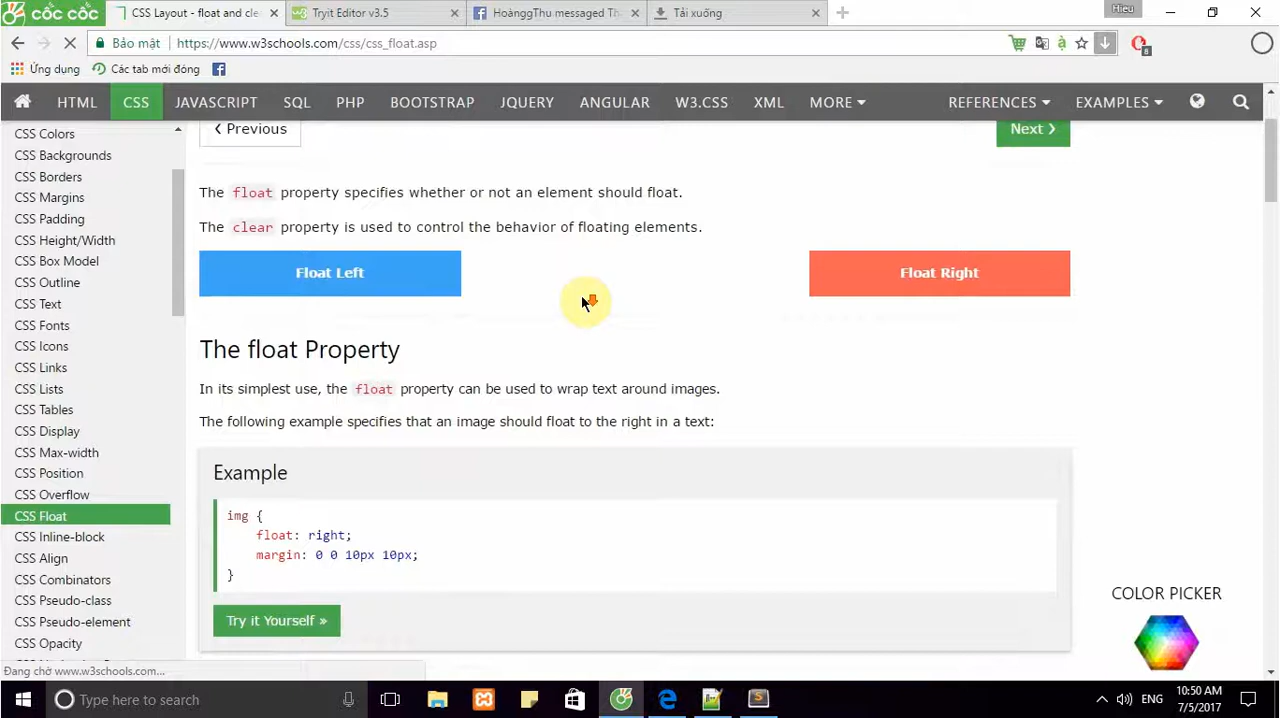 cốc cốc
CSS Layout - float and cle
Tryit Editor v3.5
HoànggThu messaged Th
Tải xuống
Hieu
Bảo mật
https://www.w3schools.com/css/css_float.asp
8
Ứng dụng
Các tab mới đóng
HTML CSS JAVASCRIPT SQL PHP BOOTSTRAP JQUERY ANGULAR W3.CSS XML MORE REFERENCES EXAMPLES
CSS Colors
CSS Backgrounds
CSS Borders
CSS Margins
CSS Padding
CSS Height/Width
CSS Box Model
CSS Outline
CSS Text
CSS Fonts
CSS Icons
CSS Links
CSS Lists
CSS Tables
CSS Display
CSS Max-width
CSS Position
CSS Overflow
CSS Float
CSS Inline-block
CSS Align
CSS Combinators
CSS Pseudo-class
CSS Pseudo-element
CSS Opacity
❮ Previous
Next ❯
The float property specifies whether or not an element should float.
The clear property is used to control the behavior of floating elements.
Float Left
Float Right
The float Property
In its simplest use, the float property can be used to wrap text around images.
The following example specifies that an image should float to the right in a text:
Example
img {
float: right;
margin: 0 0 10px 10px;
}
Try it Yourself »
COLOR PICKER
Đang chờ www.w3schools.com...
Type here to search
ENG
10:50 AM
7/5/2017